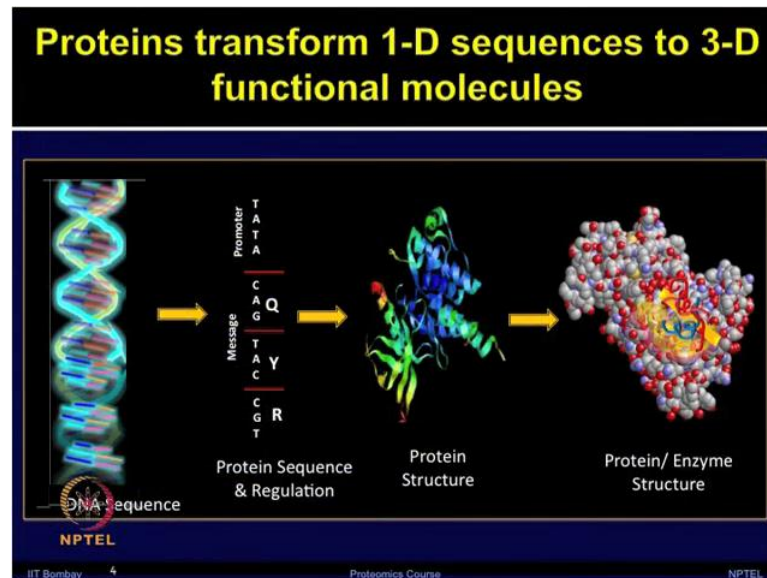 Proteins transform 1-D sequences to 3-D
functional molecules
Promoter
T
A
T
A
Message
C
A
G
Q
T
A
C
Y
C
G
T
R
DNA Sequence
Protein Sequence
& Regulation
Protein
Structure
Protein/ Enzyme
Structure
NPTEL
IIT Bombay
4
Proteomics Course
NPTEL